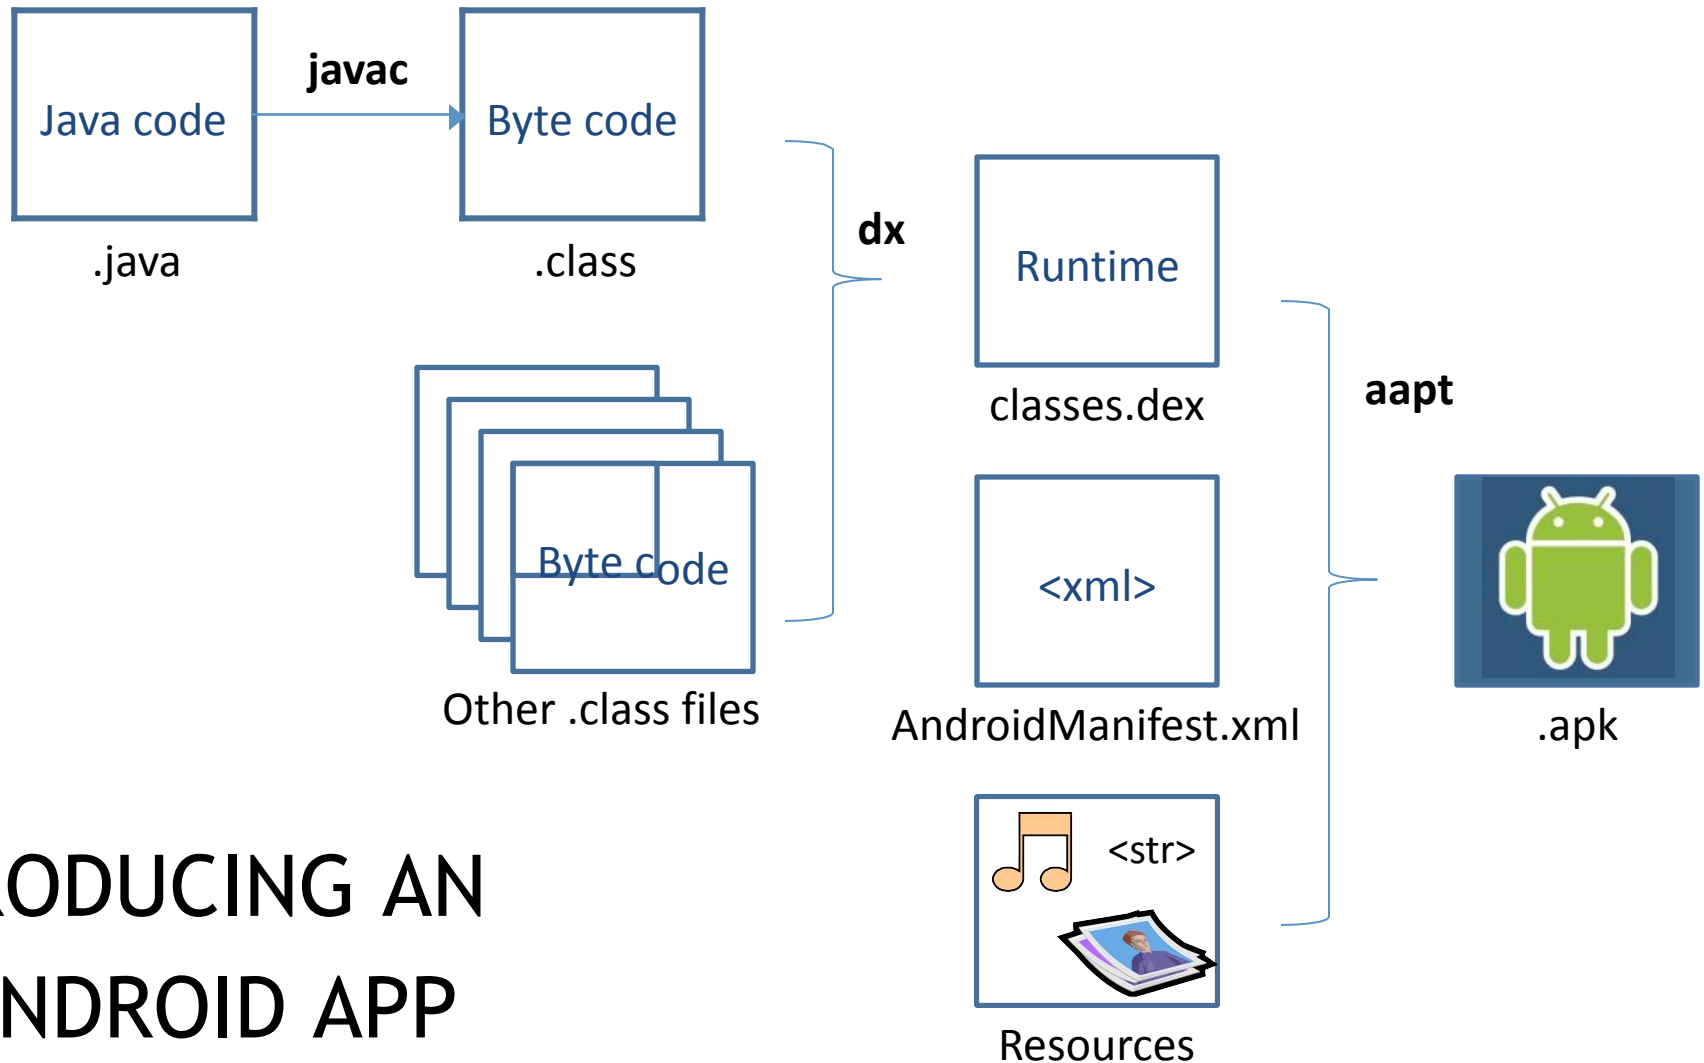 javac
Java code
.java
Byte code
.class
dx
Byte code
Other .class files
Runtime
classes.dex
<xml>
AndroidManifest.xml
<str>
Resources
aapt
.apk
RODUCING AN
NDROID APP